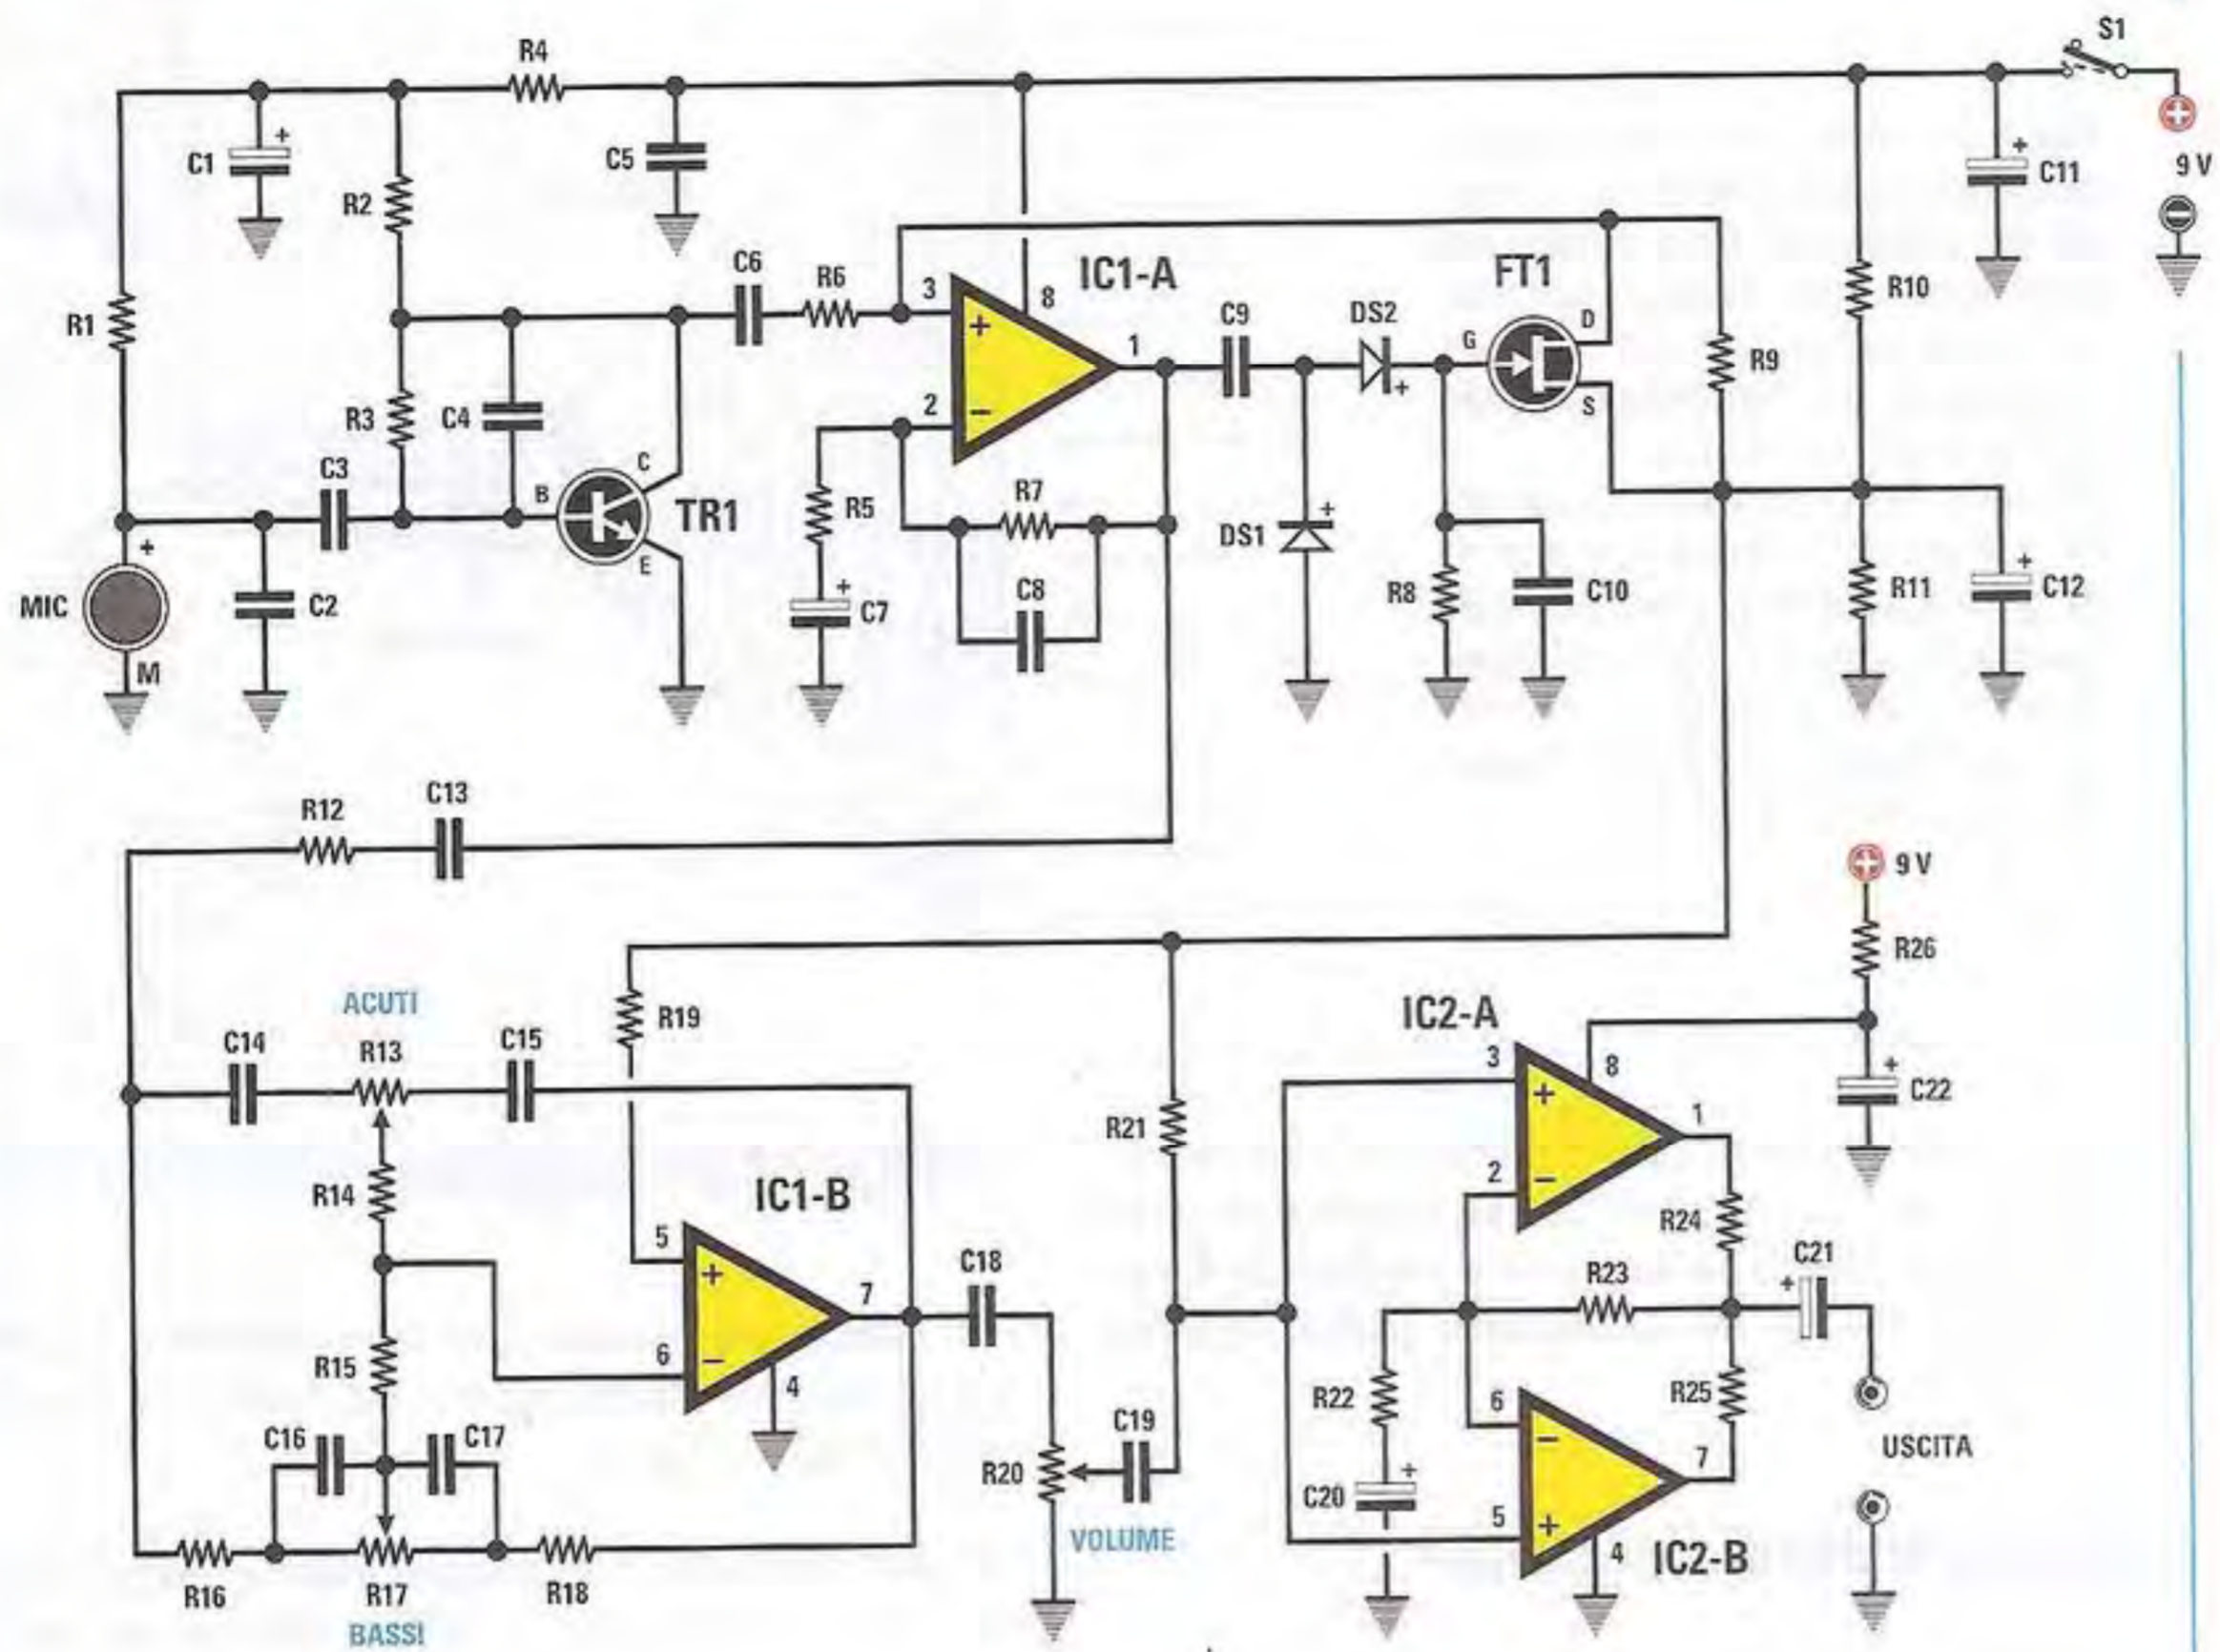 S1
R4
9 V
C1
+
C5
C11
+
R2
R10
C6
R6
IC1-A
FT1
R1
3
8
+
C9
DS2
G
D
1
R9
+
S
R3
C4
2
−
C3
B
C
TR1
E
R5
R7
DS1
+
+
MIC
M
C2
+
C7
C8
R8
C10
R11
+
C12
R12
C13
9 V
R26
R19
ACUTI
IC2-A
C14
R13
C15
3
8
+
+
C22
1
R21
R14
IC1-B
2
−
R24
5
+
C18
7
R23
C21
+
R15
6
−
4
R22
R25
6
−
C16
C17
R20
C19
7
USCITA
C20
+
5
+
VOLUME
4
IC2-B
R16
R17
R18
BASSI